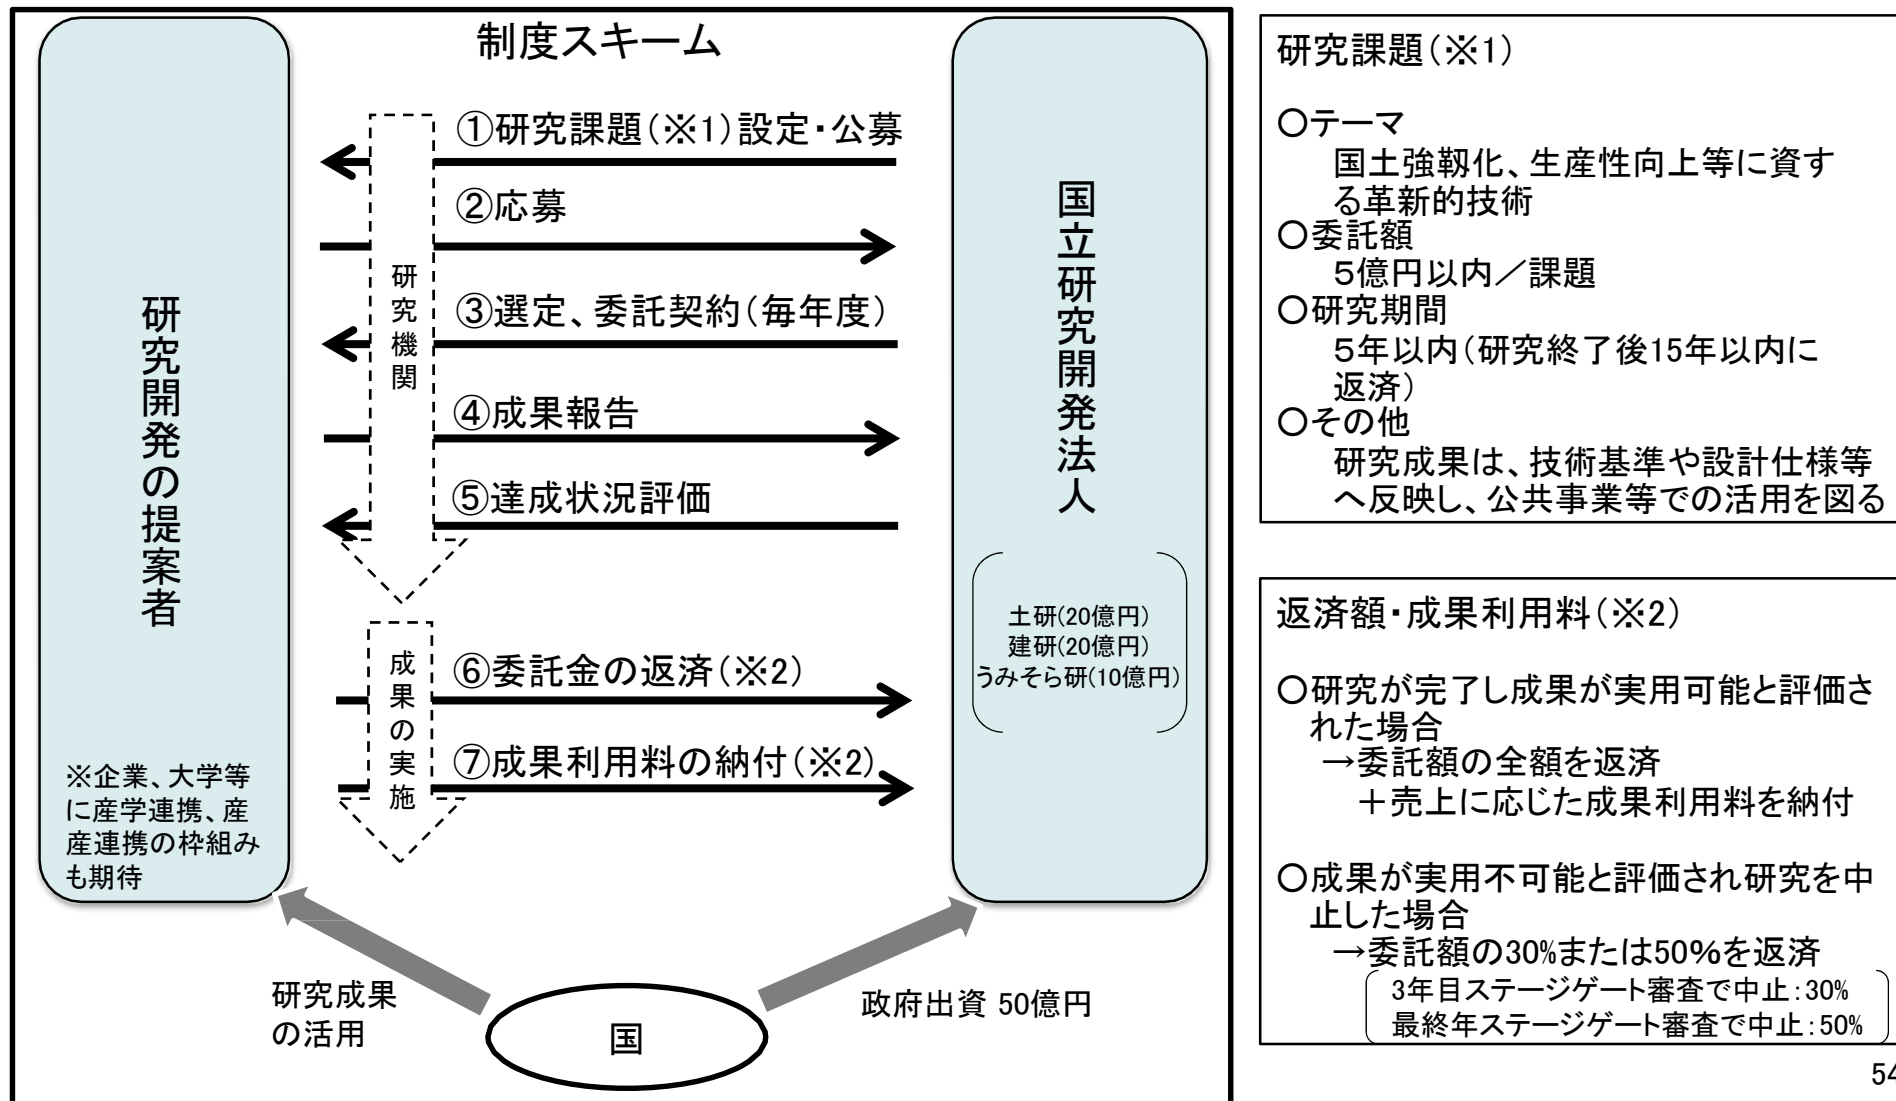 制度スキーム
研究開発の提案者
※企業、大学等
に産学連携、産
産連携の枠組み
も期待
①研究課題(※1)設定・公募
②応募
③選定、委託契約(毎年度)
④成果報告
⑤達成状況評価
研究機関
⑥委託金の返済(※2)
⑦成果利用料の納付(※2)
成果の実施
国立研究開発法人
土研(20億円)
建研(20億円)
うみそら研(10億円)
研究成果
の活用
国
政府出資 50億円
研究課題(※1)
〇テーマ
国土強靱化、生産性向上等に資す
る革新的技術
〇委託額
5億円以内/課題
〇研究期間
5年以内(研究終了後15年以内に
返済)
〇その他
研究成果は、技術基準や設計仕様等
へ反映し、公共事業等での活用を図る
返済額・成果利用料(※2)
〇研究が完了し成果が実用可能と評価さ
れた場合
→委託額の全額を返済
+売上に応じた成果利用料を納付
〇成果が実用不可能と評価され研究を中
止した場合
→委託額の30%または50%を返済
3年目ステージゲート審査で中止:30%
最終年ステージゲート審査で中止:50%
54